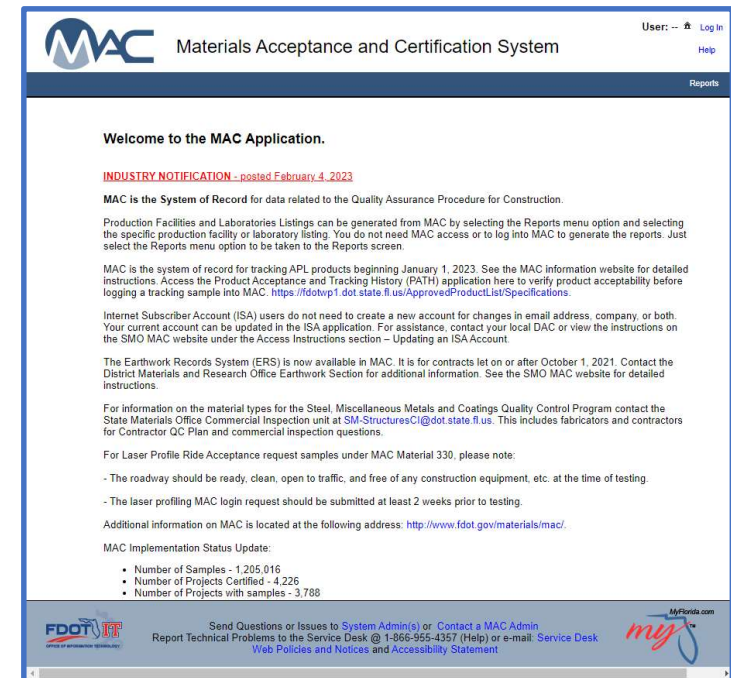 MAC
Materials Acceptance and Certification System
User: -- Log In
Help
Reports
Welcome to the MAC Application.
INDUSTRY NOTIFICATION - posted February 4, 2023
MAC is the System of Record for data related to the Quality Assurance Procedure for Construction.
Production Facilities and Laboratories Listings can be generated from MAC by selecting the Reports menu option and selecting
the specific production facility or laboratory listing. You do not need MAC access or to log into MAC to generate the reports. Just
select the Reports menu option to be taken to the Reports screen.
MAC is the system of record for tracking APL products beginning January 1, 2023. See the MAC information website for detailed
instructions. Access the Product Acceptance and Tracking History (PATH) application here to verify product acceptability before
logging a tracking sample into MAC. https://fdotwp1.dot.state.fl.us/ApprovedProductList/Specifications.
Internet Subscriber Account (ISA) users do not need to create a new account for changes in email address, company, or both.
Your current account can be updated in the ISA application. For assistance, contact your local DAC or view the instructions on
the SMO MAC website under the Access Instructions section – Updating an ISA Account.
The Earthwork Records System (ERS) is now available in MAC. It is for contracts let on or after October 1, 2021. Contact the
District Materials and Research Office Earthwork Section for additional information. See the SMO MAC website for detailed
instructions.
For information on the material types for the Steel, Miscellaneous Metals and Coatings Quality Control Program contact the
State Materials Office Commercial Inspection unit at SM-StructuresCI@dot.state.fl.us. This includes fabricators and contractors
for Contractor QC Plan and commercial inspection questions.
For Laser Profile Ride Acceptance request samples under MAC Material 330, please note:
- The roadway should be ready, clean, open to traffic, and free of any construction equipment, etc. at the time of testing.
- The laser profiling MAC login request should be submitted at least 2 weeks prior to testing.
Additional information on MAC is located at the following address: http://www.fdot.gov/materials/mac/.
MAC Implementation Status Update:
• Number of Samples - 1,205,016
• Number of Projects Certified - 4,226
• Number of Projects with samples - 3,788
FDOT IT
OFFICE OF INFORMATION TECHNOLOGY
Send Questions or Issues to System Admin(s) or Contact a MAC Admin
Report Technical Problems to the Service Desk @ 1-866-955-4357 (Help) or e-mail: Service Desk
Web Policies and Notices and Accessibility Statement
MyFlorida.com
my